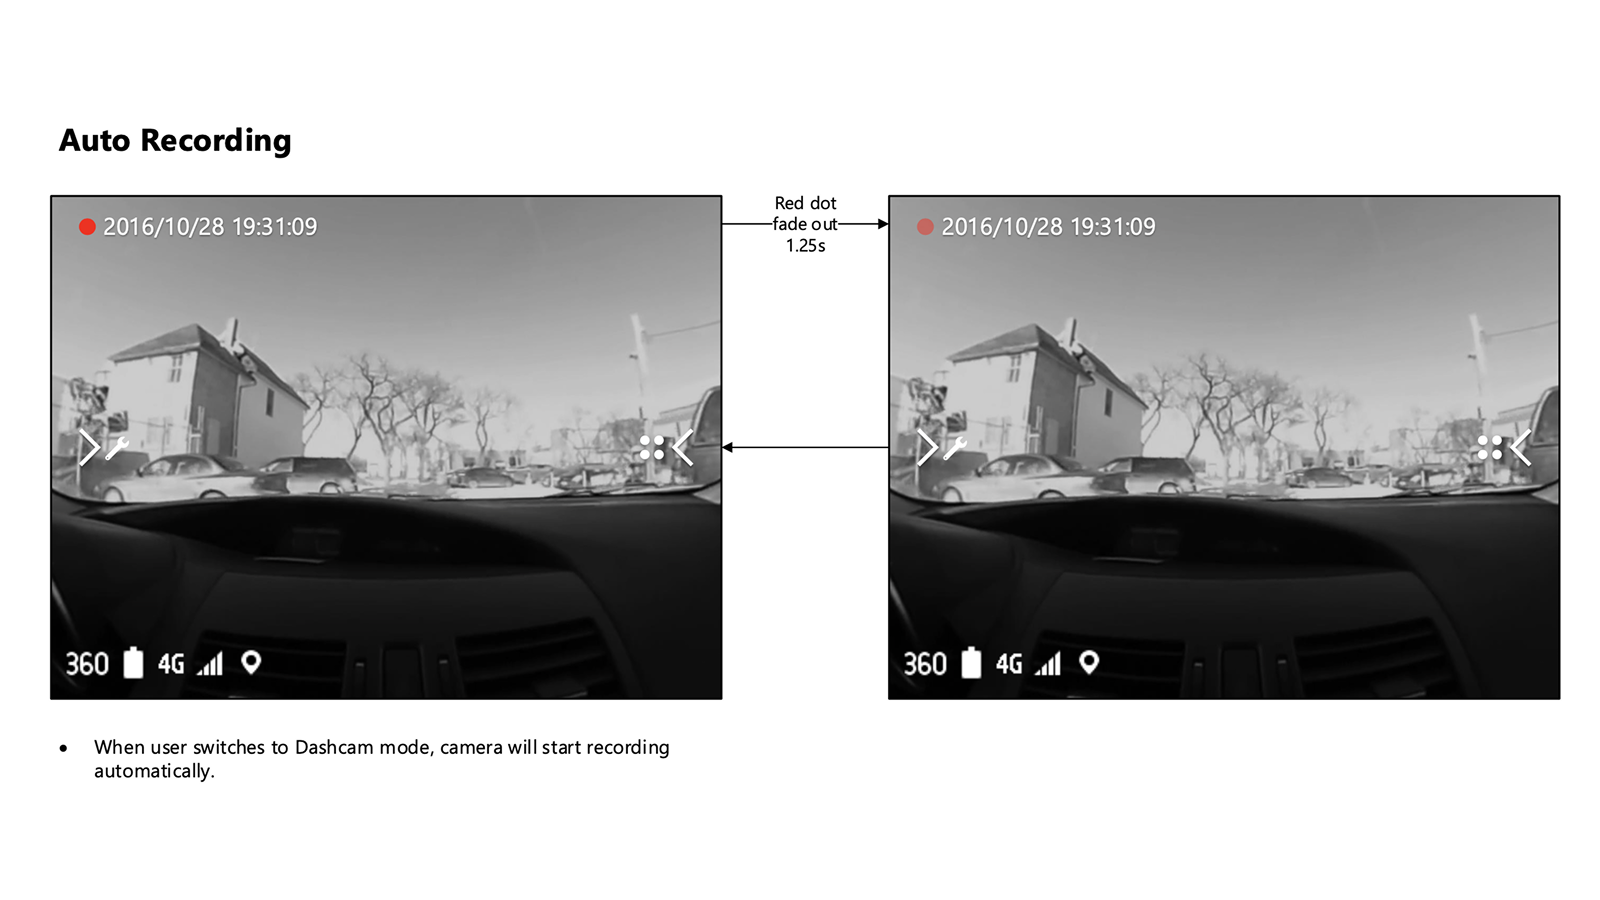 Auto Recording
2016/10/28 19:31:09
Red dot
fade out
1.25s
2016/10/28 19:31:09
360 4G
360 4G
• When user switches to Dashcam mode, camera will start recording
automatically.